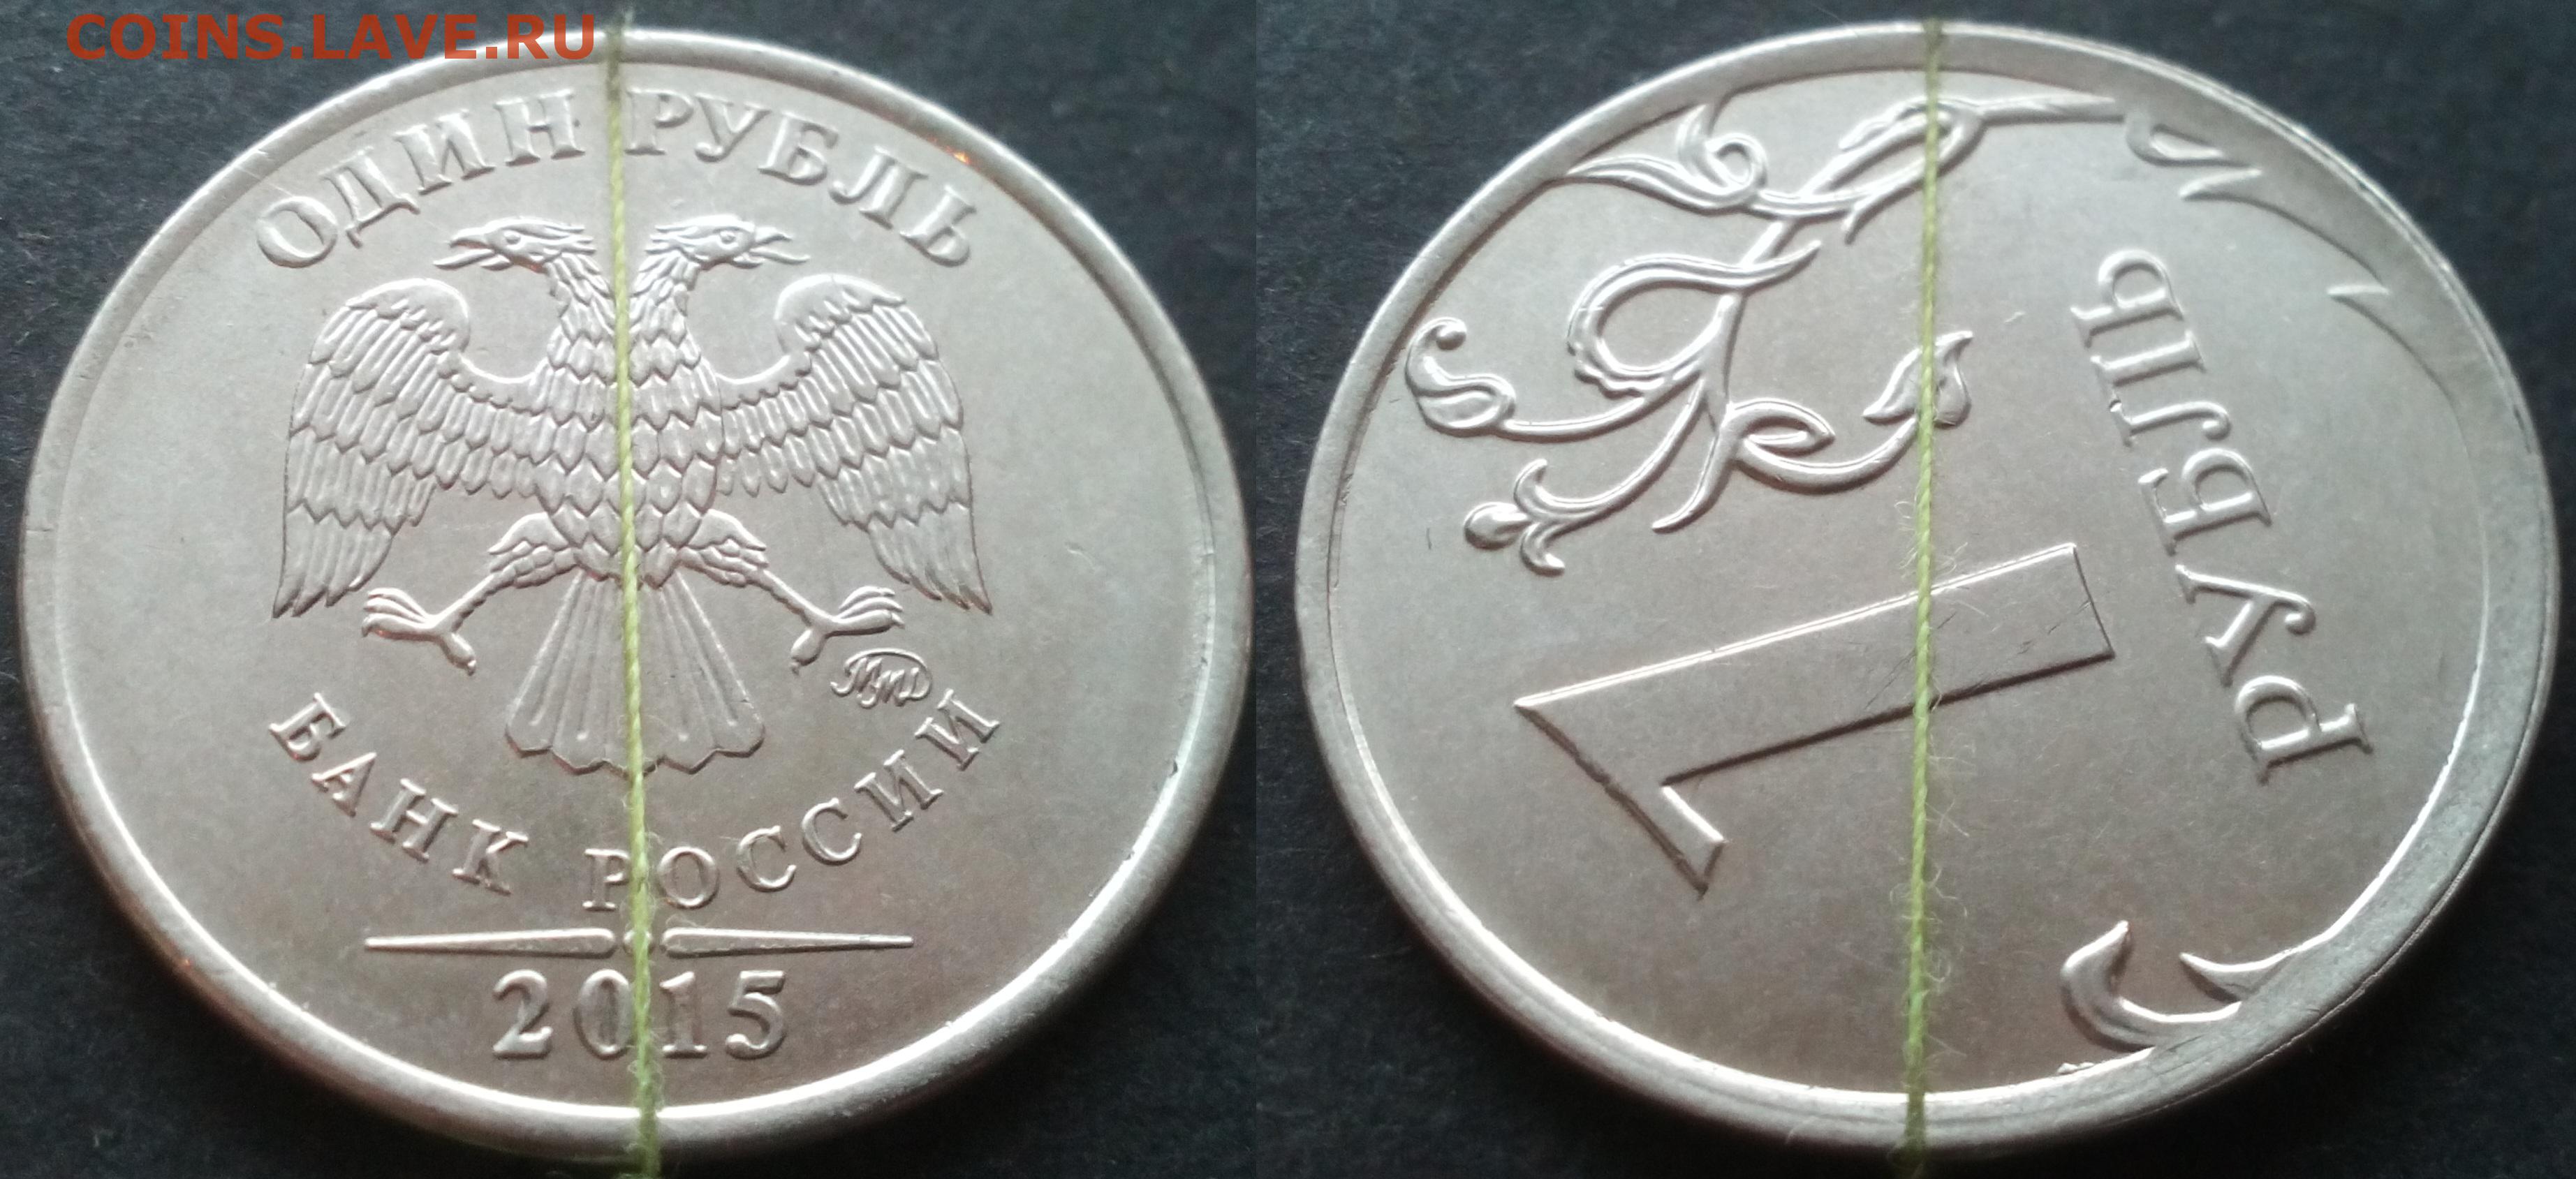 COINS.LAVE.RU
ОДИН РУБЛЬ
ММД
БАНК РОССИИ
2015
1
РУБЛЬ